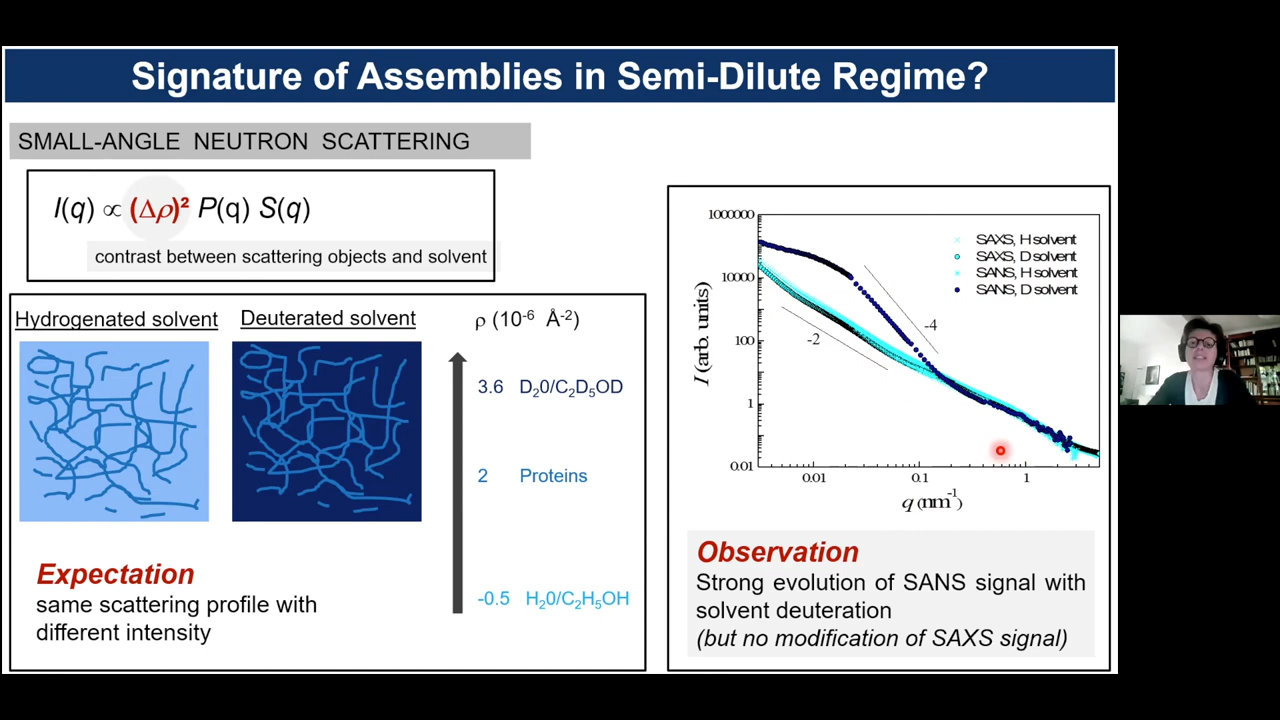 Signature of Assemblies in Semi-Dilute Regime?
SMALL-ANGLE NEUTRON SCATTERING
I(q) ∝ (Δρ)² P(q) S(q)
contrast between scattering objects and solvent
Hydrogenated solvent
Deuterated solvent
ρ (10⁻⁶ Å⁻²)
3.6 D₂0/C₂D₅OD
2 Proteins
-0.5 H₂0/C₂H₅OH
Expectation
same scattering profile with
different intensity
1000000
10000
100
1
0.01
I (arb. units)
SAXS, H solvent
SAXS, D solvent
SANS, H solvent
SANS, D solvent
-4
-2
0.01 0.1 1
q (nm⁻¹)
Observation
Strong evolution of SANS signal with
solvent deuteration
(but no modification of SAXS signal)